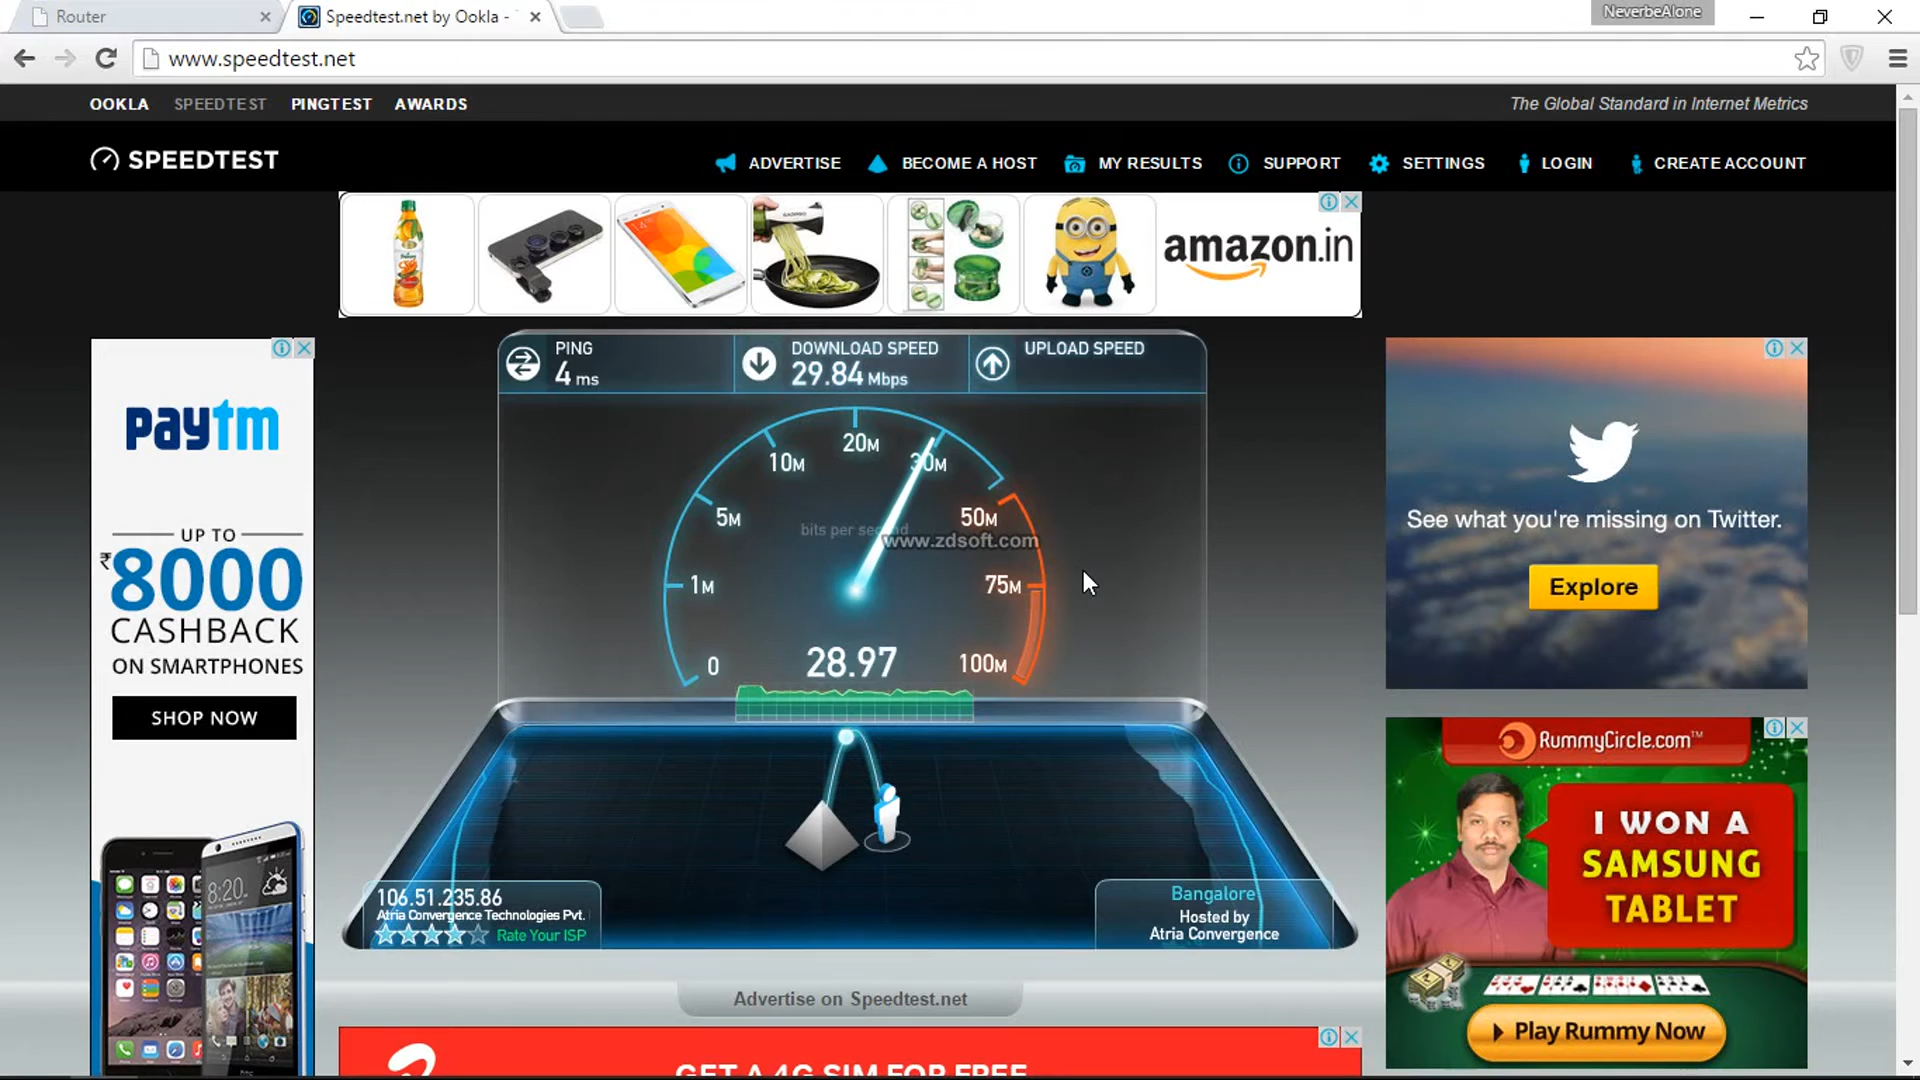 Router
Speedtest.net by Ookla -
NeverbeAlone
www.speedtest.net
OOKLA SPEEDTEST PINGTEST AWARDS
The Global Standard in Internet Metrics
SPEEDTEST
ADVERTISE BECOME A HOST MY RESULTS SUPPORT SETTINGS LOGIN CREATE ACCOUNT
amazon.in
PING
4 ms
DOWNLOAD SPEED
29.84 Mbps
UPLOAD SPEED
0
1M
5M
10M
20M
30M
50M
75M
100M
bits per second
www.zdsoft.com
28.97
106.51.235.86
Atria Convergence Technologies Pvt.
Rate Your ISP
Bangalore
Hosted by
Atria Convergence
Advertise on Speedtest.net
GET A 4G SIM FOR FREE
paytm
UP TO
₹8000
CASHBACK
ON SMARTPHONES
SHOP NOW
8:20
See what you're missing on Twitter.
Explore
RummyCircle.com™
I WON A
SAMSUNG
TABLET
Play Rummy Now